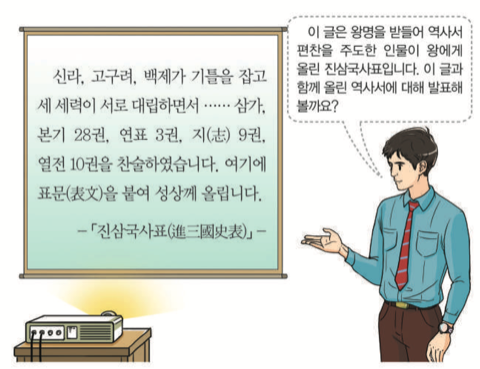 신라, 고구려, 백제가 기틀을 잡고
세 세력이 서로 대립하면서 …… 삼가,
본기 28권, 연표 3권, 지(志) 9권,
열전 10권을 찬술하였습니다. 여기에
표문(表文)을 붙여 성상께 올립니다.
-「진삼국사표(進三國史表)」-
이 글은 왕명을 받들어 역사서
편찬을 주도한 인물이 왕에게
올린 진삼국사표입니다. 이 글과
함께 올린 역사서에 대해 발표해
볼까요?